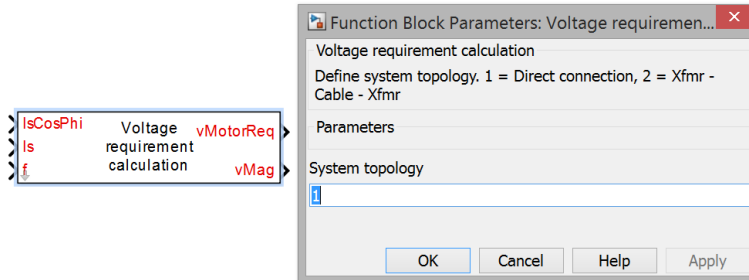 IsCosPhi
Is
f
Voltage
requirement
calculation
vMotorReq
vMag
Function Block Parameters: Voltage requiremen...
Voltage requirement calculation
Define system topology. 1 = Direct connection, 2 = Xfmr -
Cable - Xfmr
Parameters
System topology
1
OK Cancel Help Apply